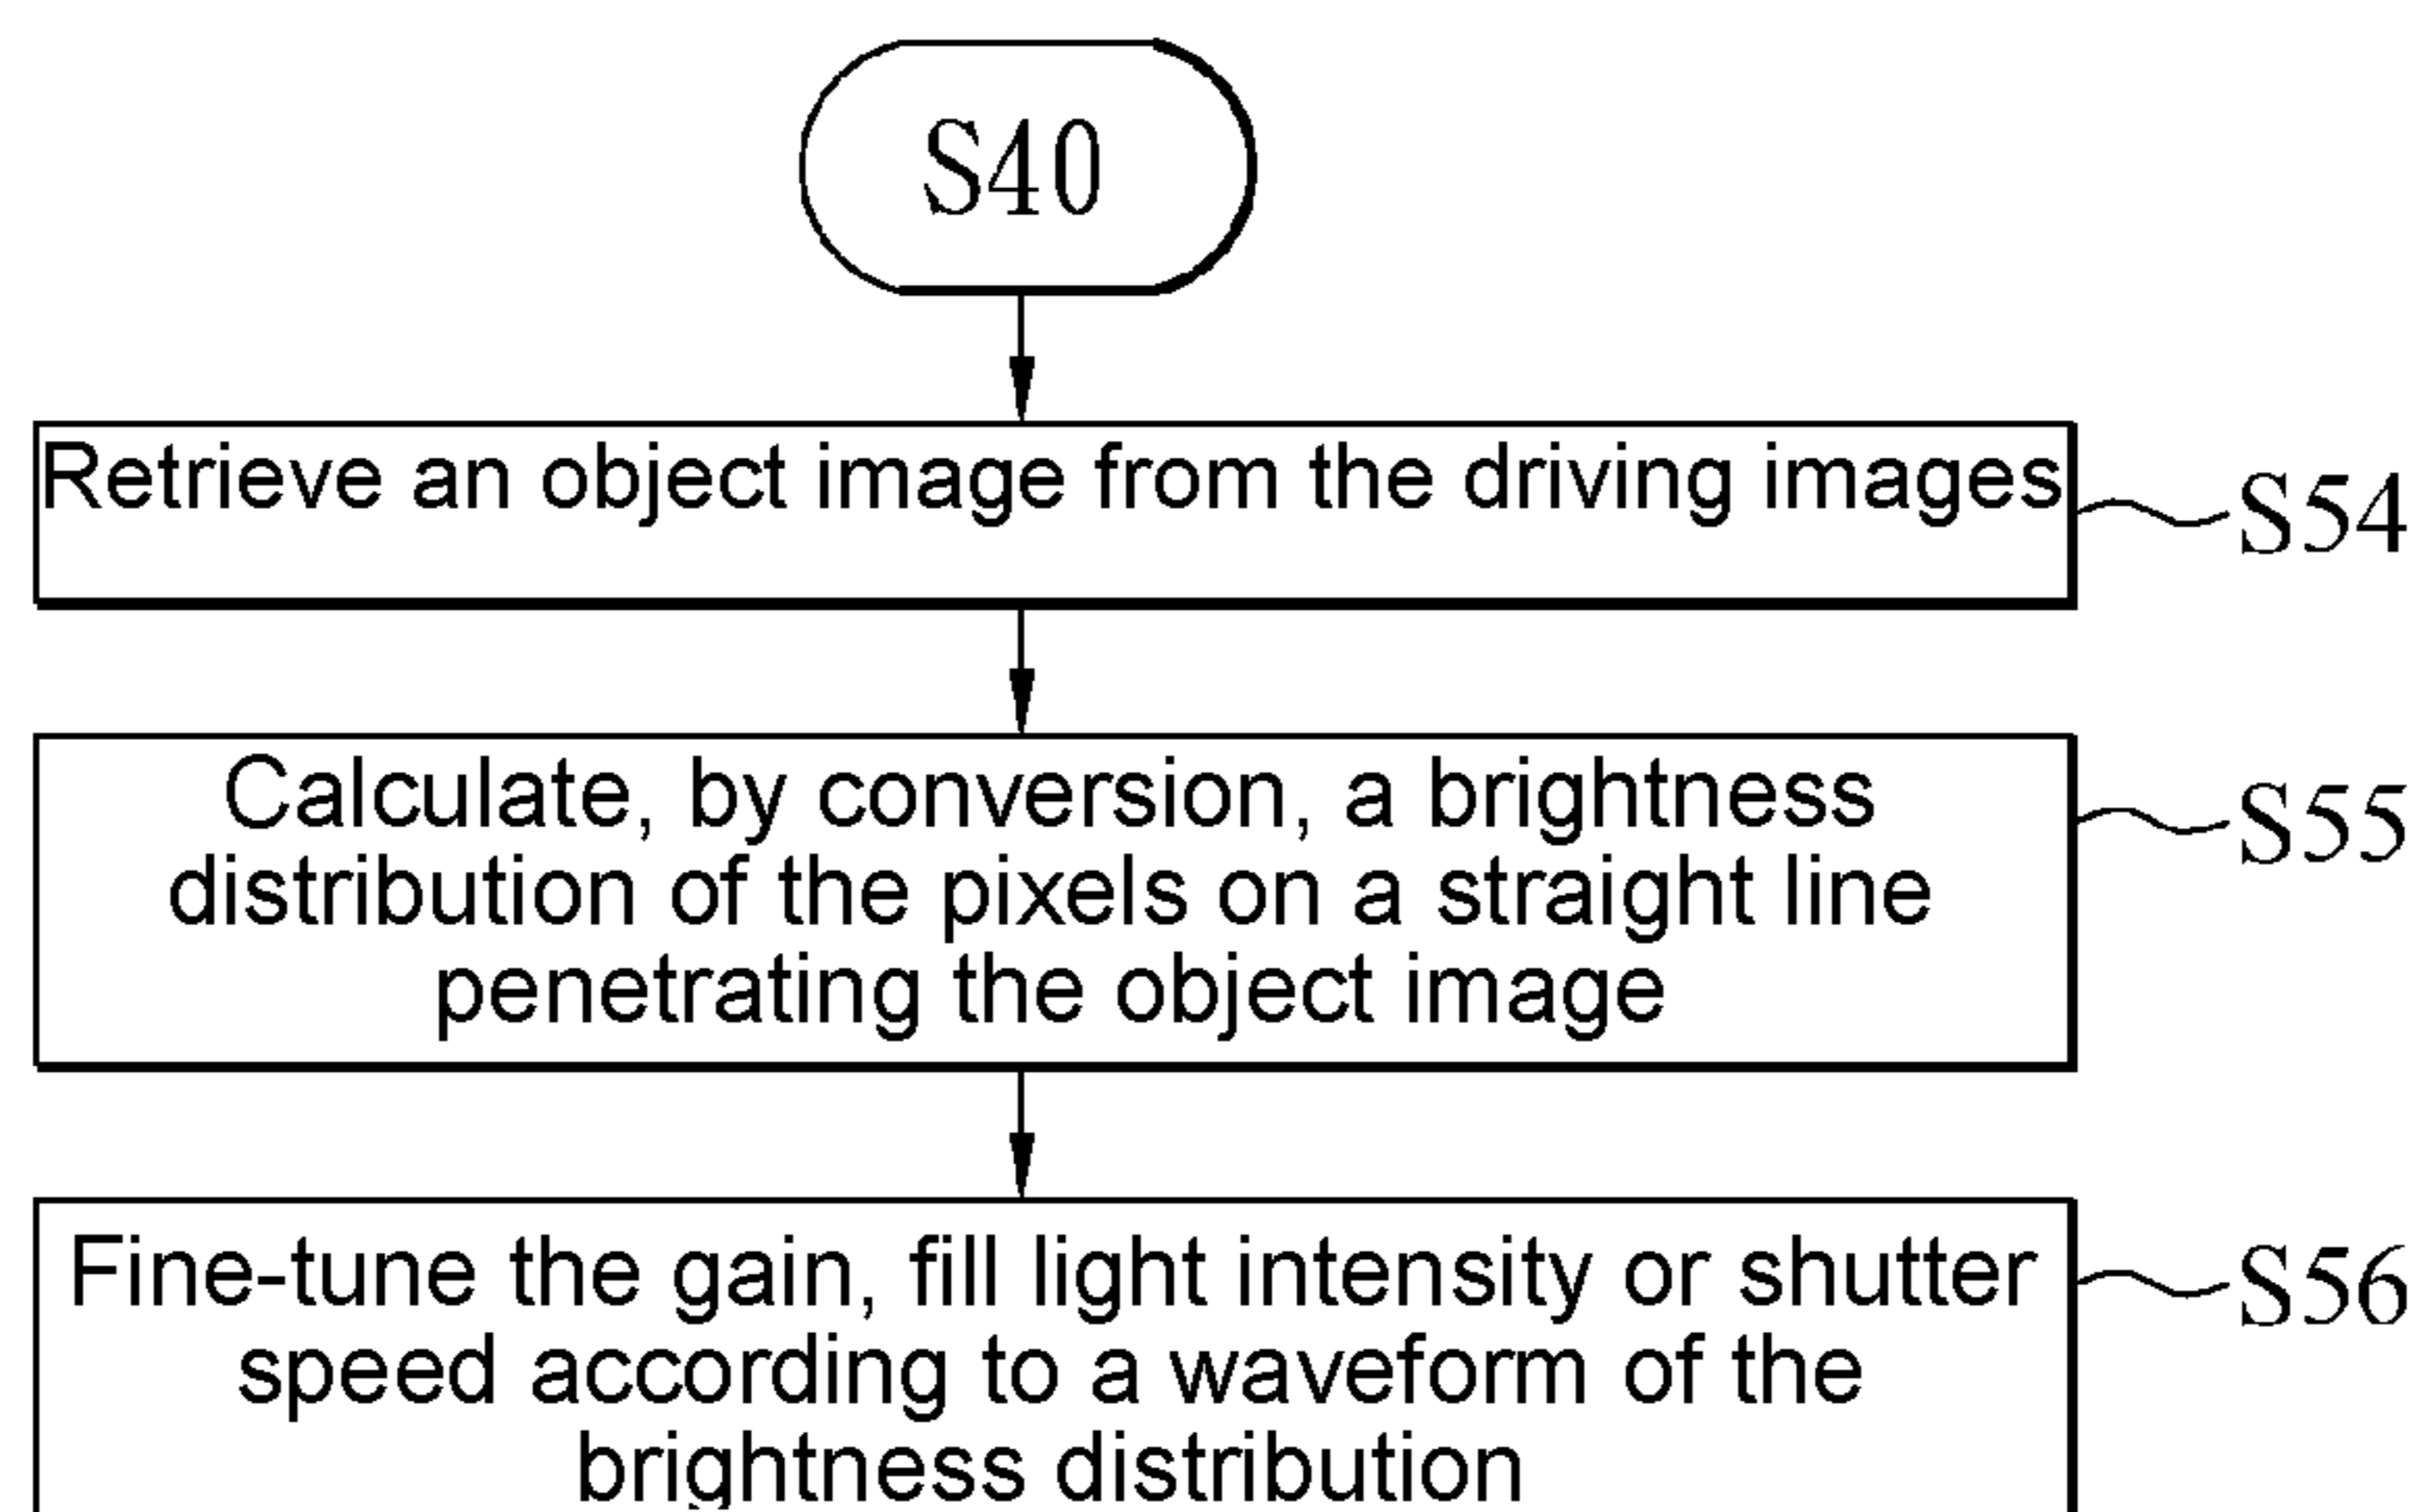 S40
Retrieve an object image from the driving images
S54
Calculate, by conversion, a brightness
distribution of the pixels on a straight line
penetrating the object image
S55
Fine-tune the gain, fill light intensity or shutter
speed according to a waveform of the
brightness distribution
S56